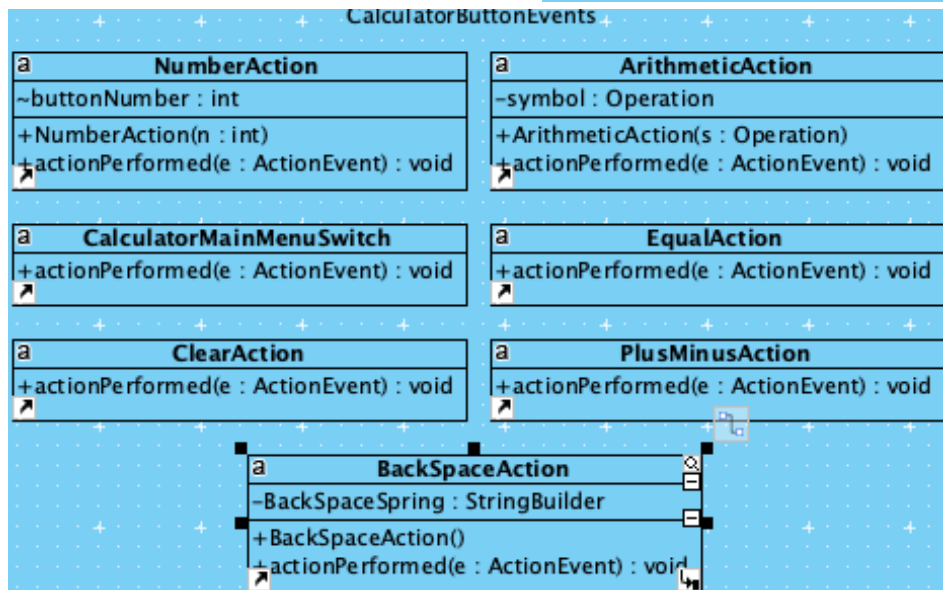 CalculatorButtonEvents
a NumberAction
~buttonNumber : int
+NumberAction(n : int)
+actionPerformed(e : ActionEvent) : void
a ArithmeticAction
-symbol : Operation
+ArithmeticAction(s : Operation)
+actionPerformed(e : ActionEvent) : void
a CalculatorMainMenuSwitch
+actionPerformed(e : ActionEvent) : void
a EqualAction
+actionPerformed(e : ActionEvent) : void
a ClearAction
+actionPerformed(e : ActionEvent) : void
a PlusMinusAction
+actionPerformed(e : ActionEvent) : void
a BackSpaceAction
-BackSpaceSpring : StringBuilder
+BackSpaceAction()
+actionPerformed(e : ActionEvent) : void